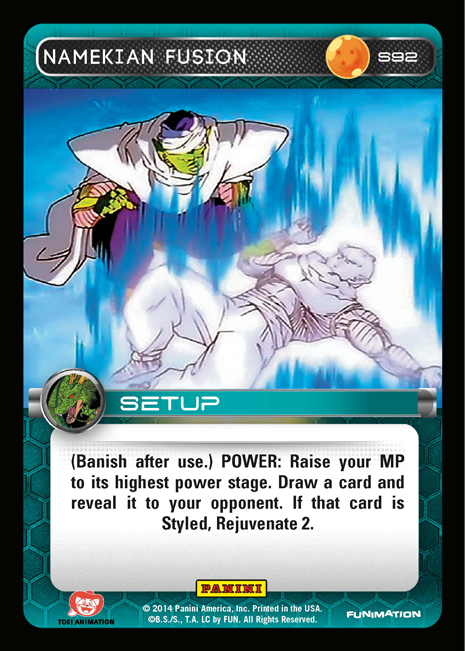 NAMEKIAN FUSION S92
SETUP
(Banish after use.) POWER: Raise your MP
to its highest power stage. Draw a card and
reveal it to your opponent. If that card is
Styled, Rejuvenate 2.
PANINI
TOEI ANIMATION
© 2014 Panini America, Inc. Printed in the USA.
©B.S./S., T.A. LC by FUN. All Rights Reserved.
FUNIMATION